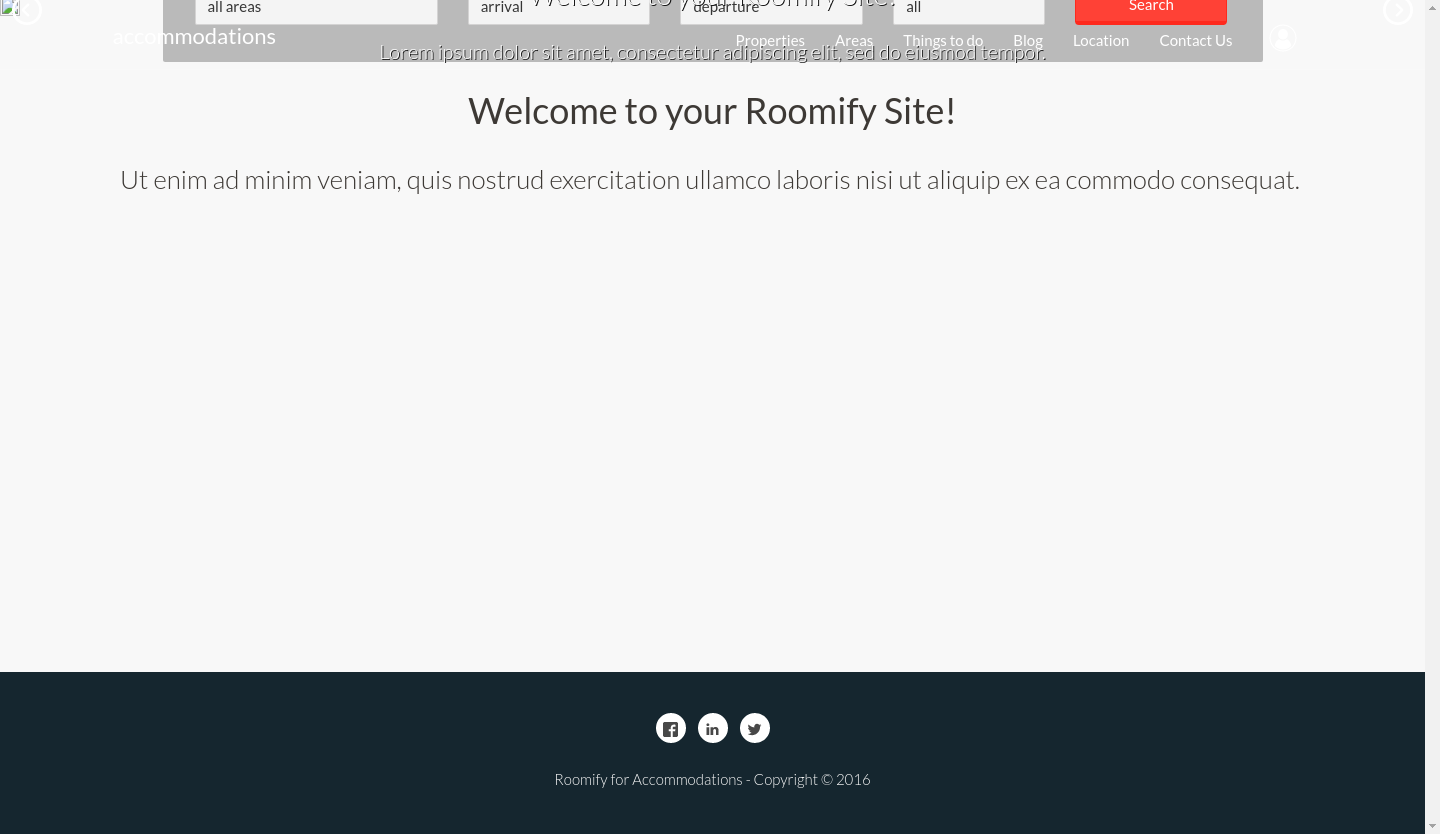 Welcome to your Roomify Site!
all areas
arrival
departure
all
Search
accommodations
Properties
Areas
Things to do
Blog
Location
Contact Us
Lorem ipsum dolor sit amet, consectetur adipiscing elit, sed do eiusmod tempor.
Welcome to your Roomify Site!
Ut enim ad minim veniam, quis nostrud exercitation ullamco laboris nisi ut aliquip ex ea commodo consequat.
Roomify for Accommodations - Copyright © 2016